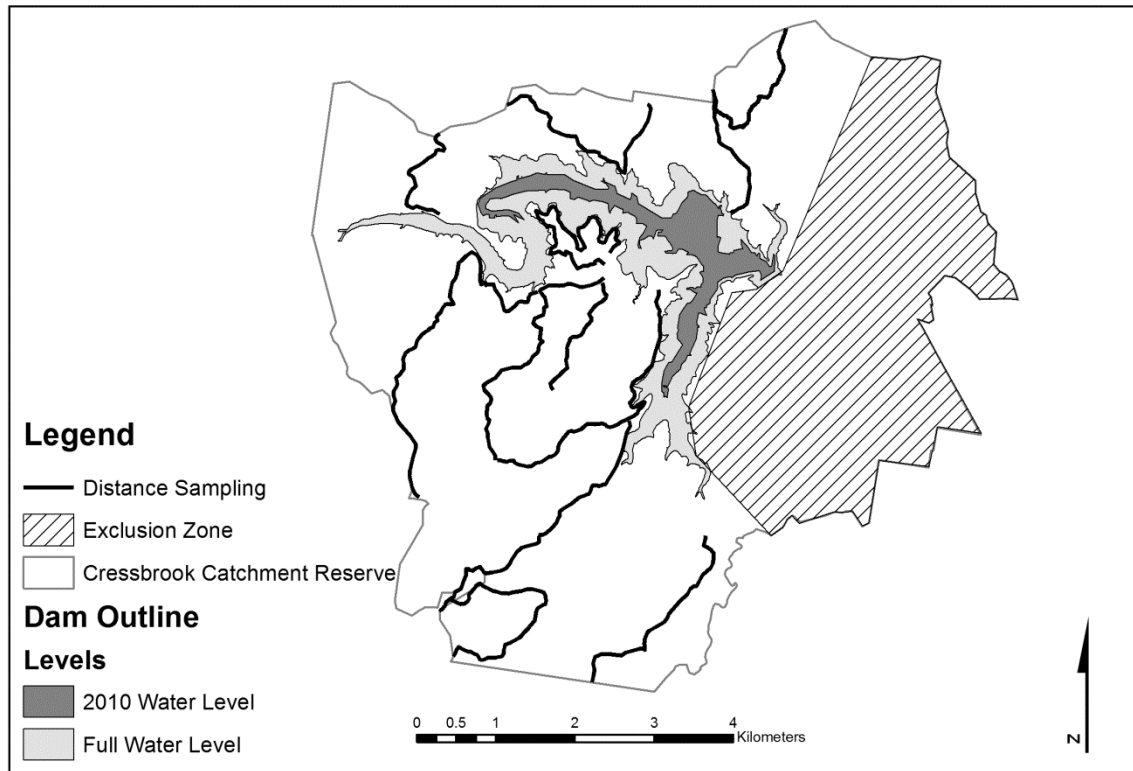 Legend
Distance Sampling
Exclusion Zone
Cressbrook Catchment Reserve
Dam Outline
Levels
2010 Water Level
Full Water Level
0 0.5 1 2 3 4
Kilometers
N